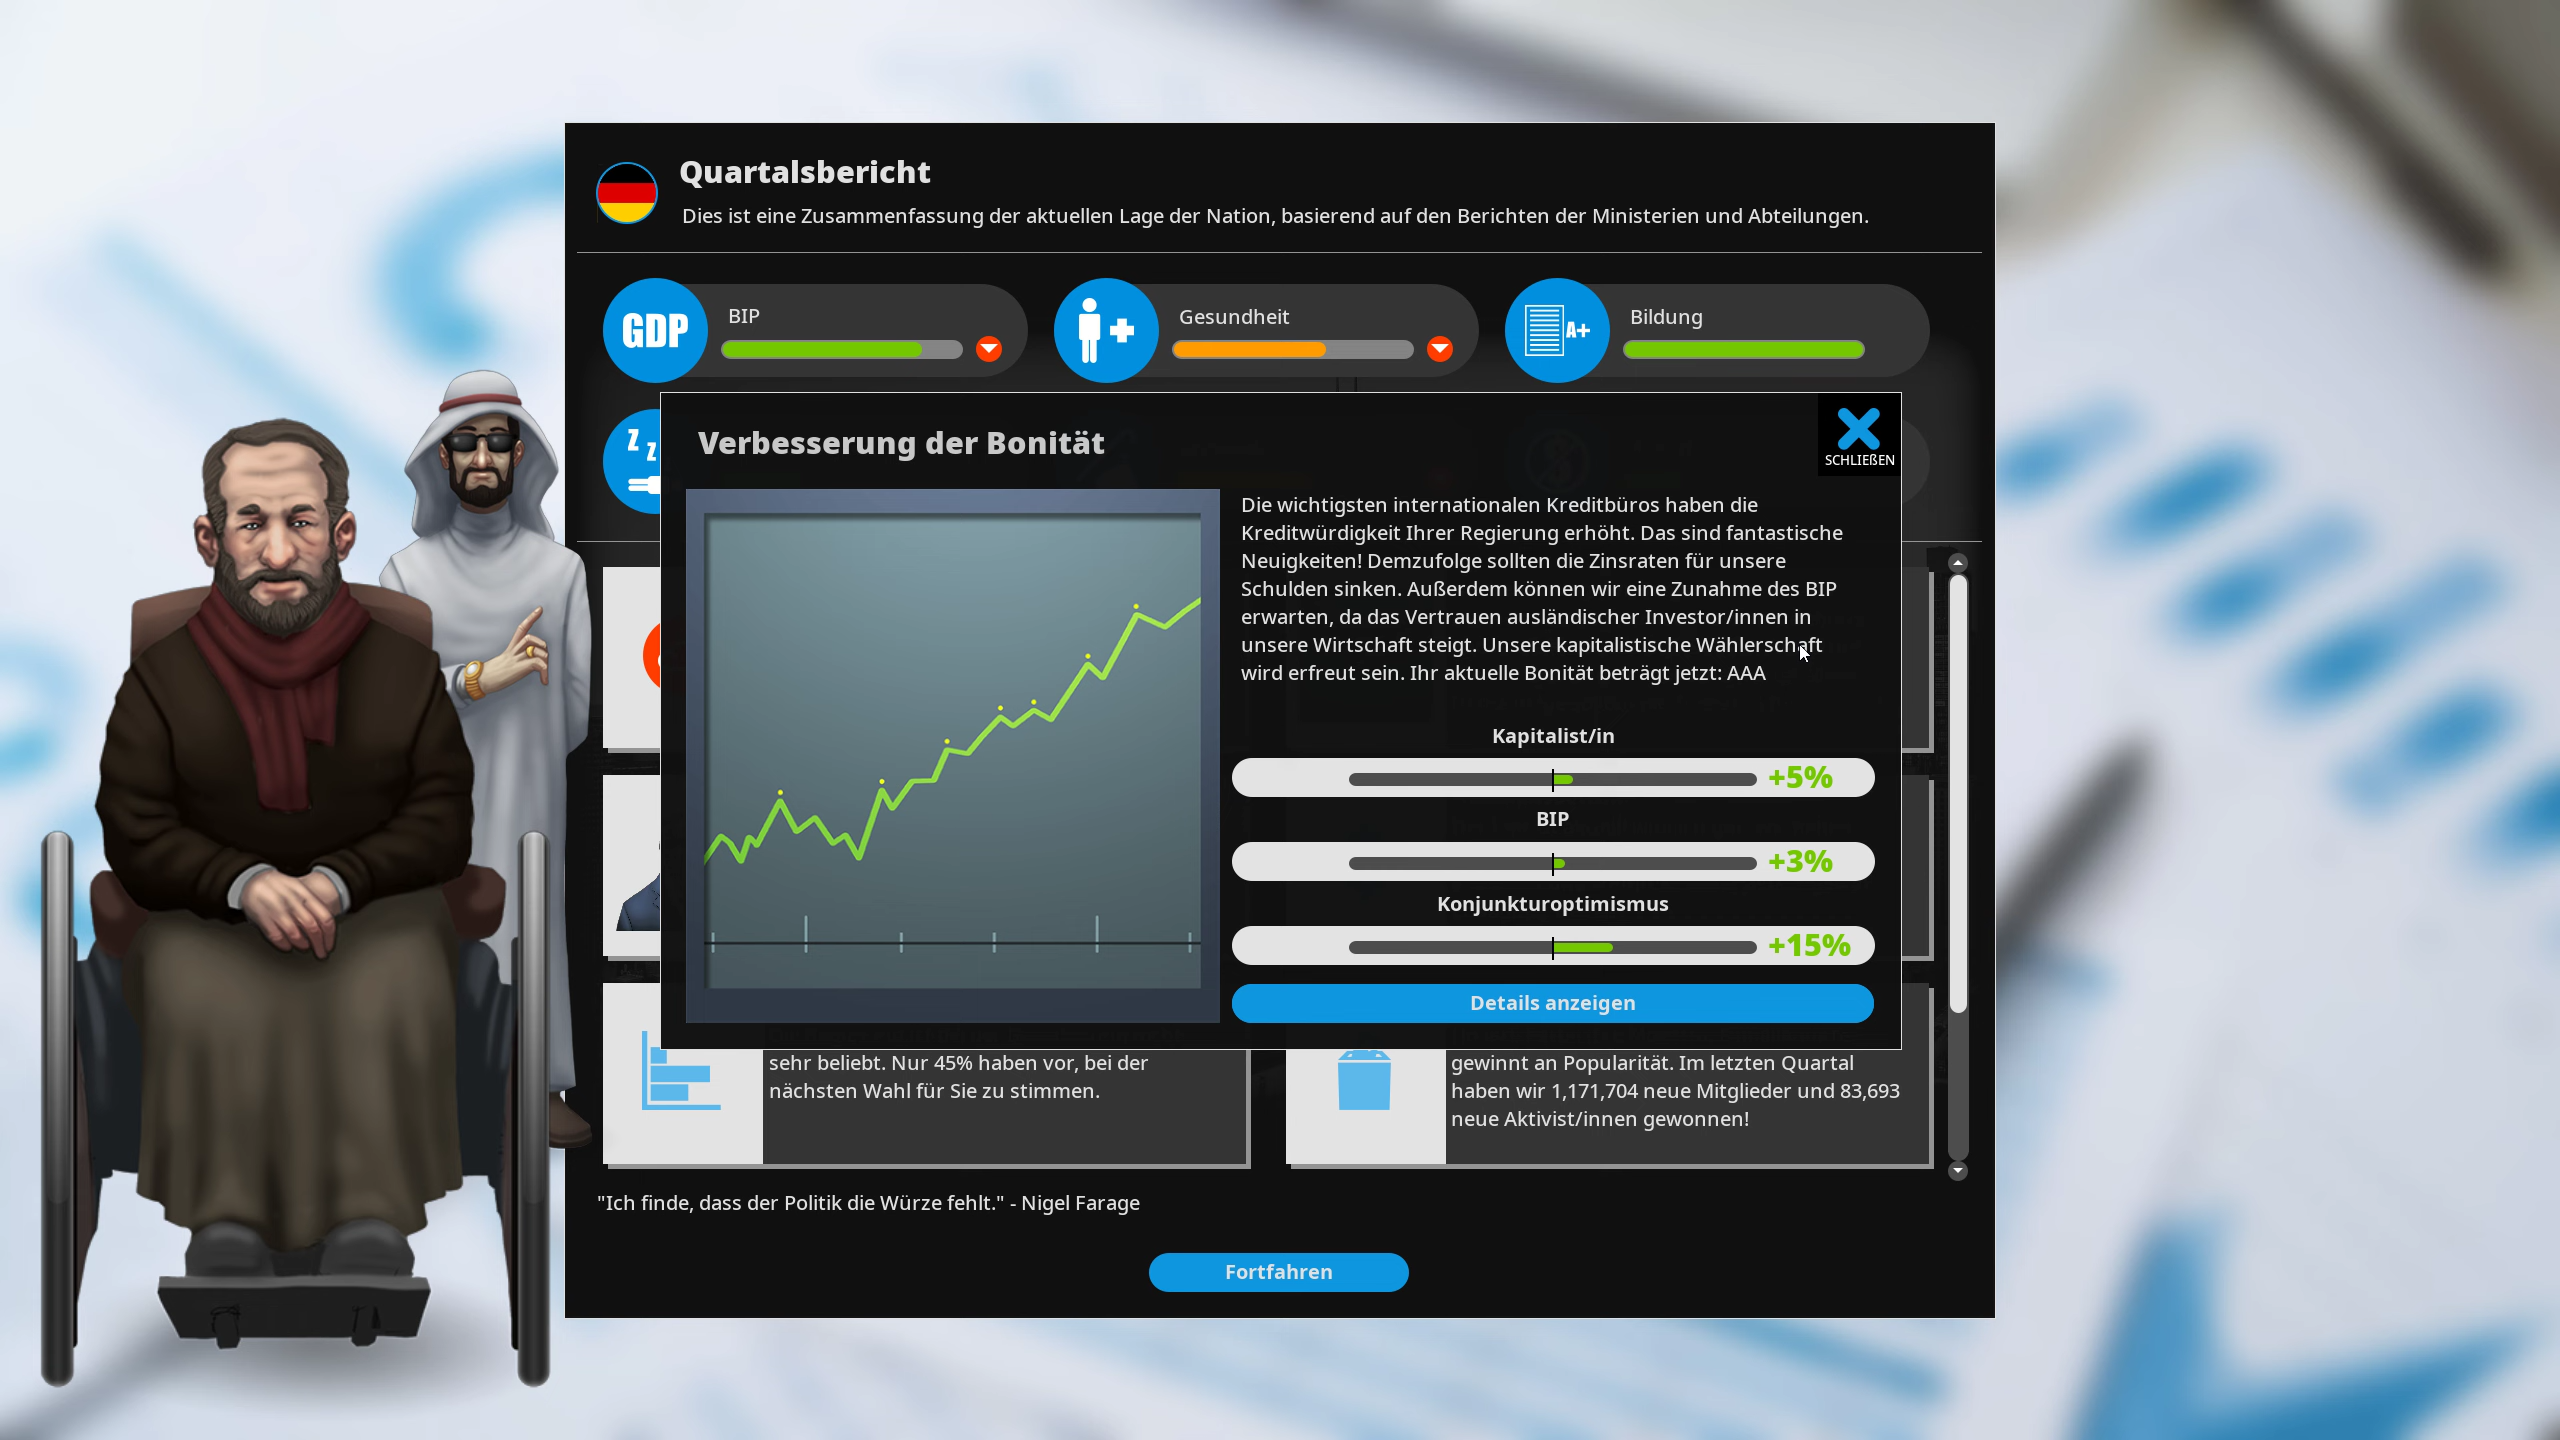 Quartalsbericht
Dies ist eine Zusammenfassung der aktuellen Lage der Nation, basierend auf den Berichten der Ministerien und Abteilungen.
GDP
BIP
Gesundheit
A+
Bildung
Z
Z
Verbesserung der Bonität
SCHLIEẞEN
Die wichtigsten internationalen Kreditbüros haben die
Kreditwürdigkeit Ihrer Regierung erhöht. Das sind fantastische
Neuigkeiten! Demzufolge sollten die Zinsraten für unsere
Schulden sinken. Außerdem können wir eine Zunahme des BIP
erwarten, da das Vertrauen ausländischer Investor/innen in
unsere Wirtschaft steigt. Unsere kapitalistische Wählerschaft
wird erfreut sein. Ihr aktuelle Bonität beträgt jetzt: AAA
Kapitalist/in
+5%
BIP
+3%
Konjunkturoptimismus
+15%
Details anzeigen
sehr beliebt. Nur 45% haben vor, bei der
nächsten Wahl für Sie zu stimmen.
gewinnt an Popularität. Im letzten Quartal
haben wir 1,171,704 neue Mitglieder und 83,693
neue Aktivist/innen gewonnen!
"Ich finde, dass der Politik die Würze fehlt." - Nigel Farage
Fortfahren